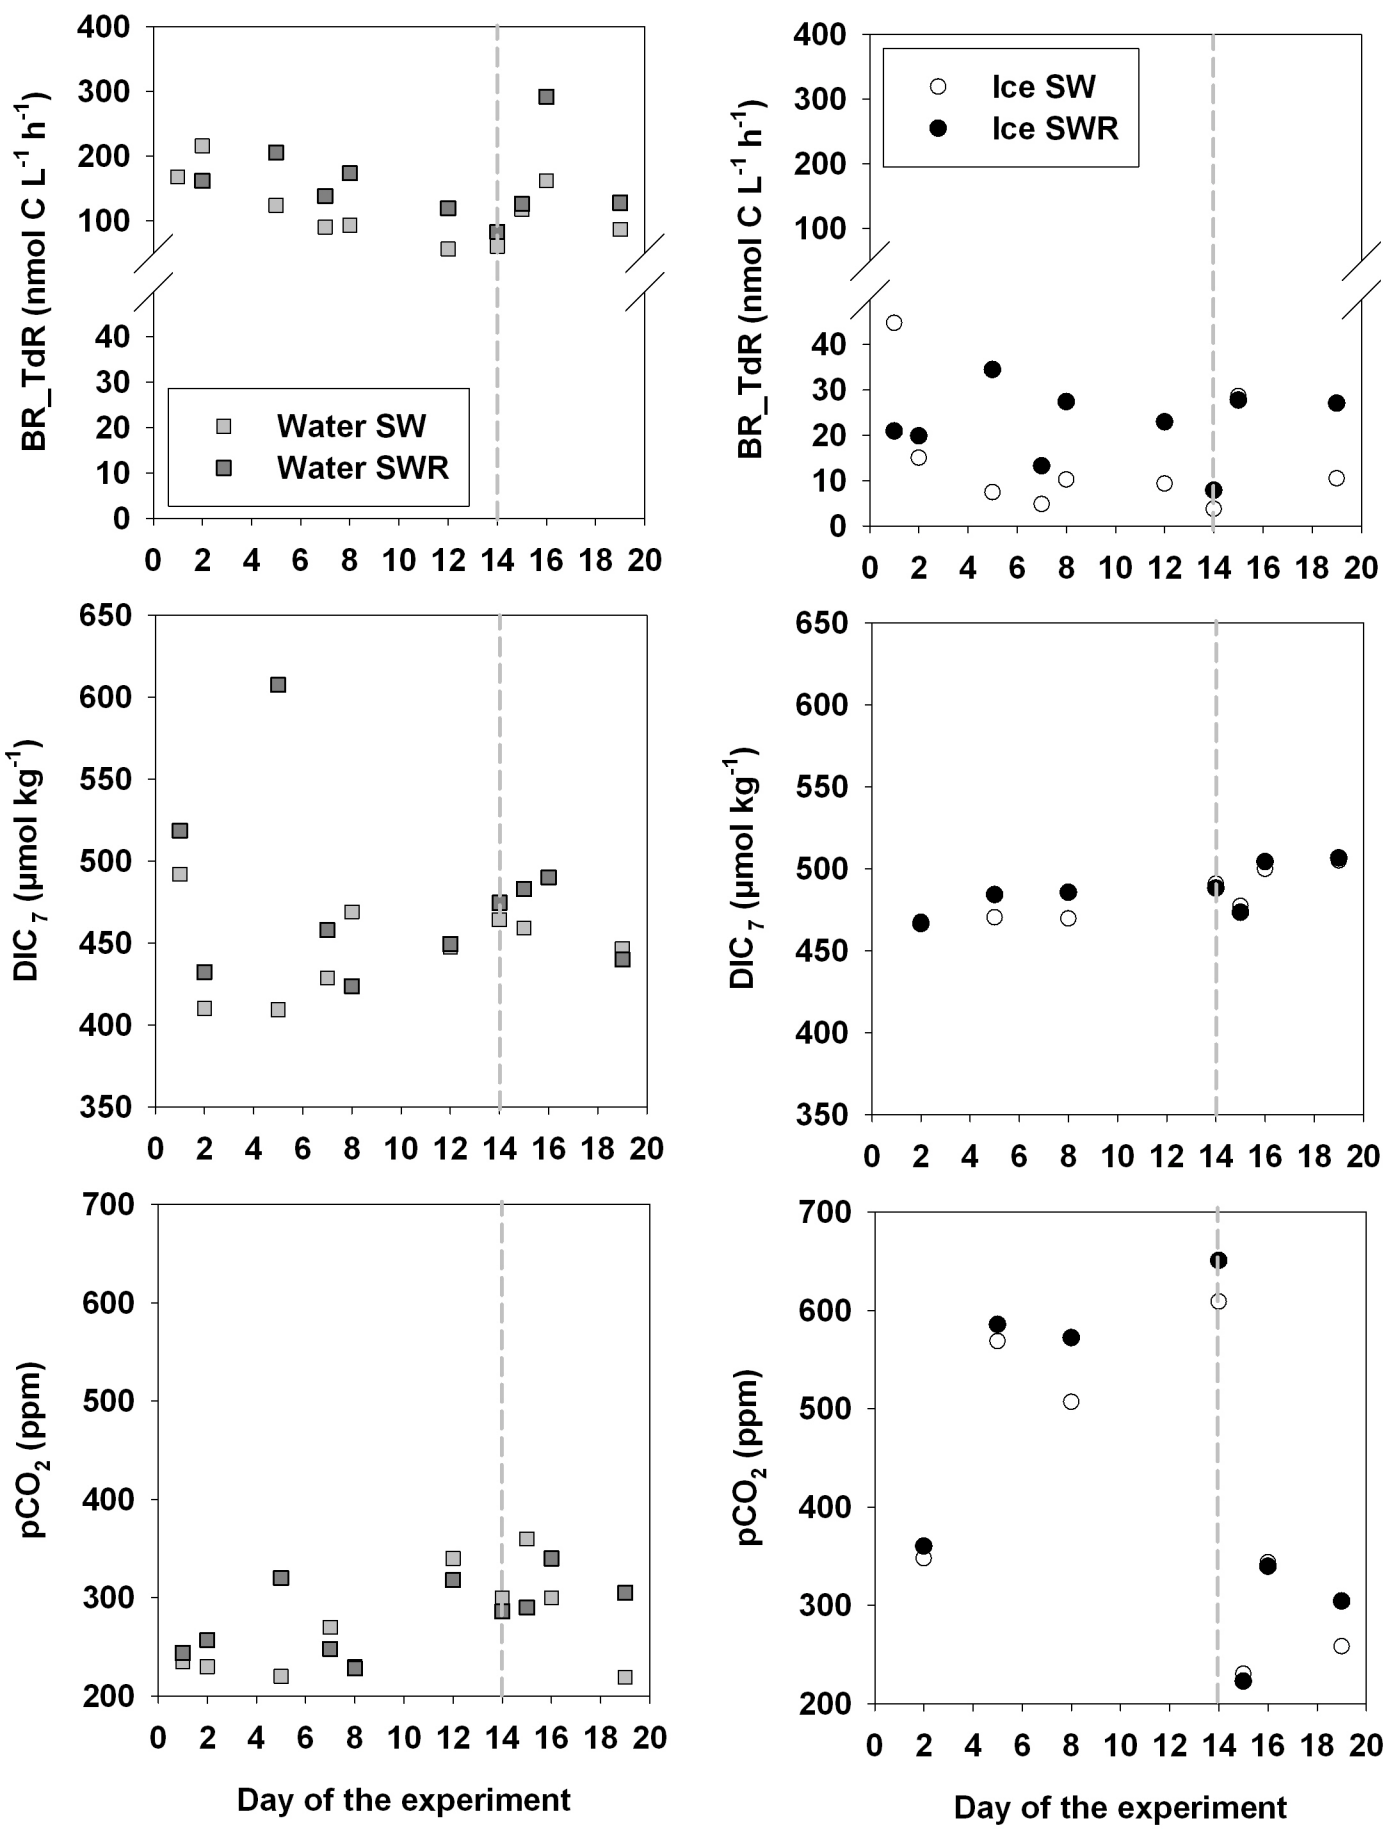 BR_TdR (nmol C L-1 h-1)
400
300
200
100
40
30
20
10
0
Water SW
Water SWR
0 2 4 6 8 10 12 14 16 18 20
BR_TdR (nmol C L-1 h-1)
400
300
200
100
40
30
20
10
0
Ice SW
Ice SWR
0 2 4 6 8 10 12 14 16 18 20
DIC7 (µmol kg-1)
650
600
550
500
450
400
350
0 2 4 6 8 10 12 14 16 18 20
DIC7 (µmol kg-1)
650
600
550
500
450
400
350
0 2 4 6 8 10 12 14 16 18 20
pCO2 (ppm)
700
600
500
400
300
200
0 2 4 6 8 10 12 14 16 18 20
Day of the experiment
pCO2 (ppm)
700
600
500
400
300
200
0 2 4 6 8 10 12 14 16 18 20
Day of the experiment